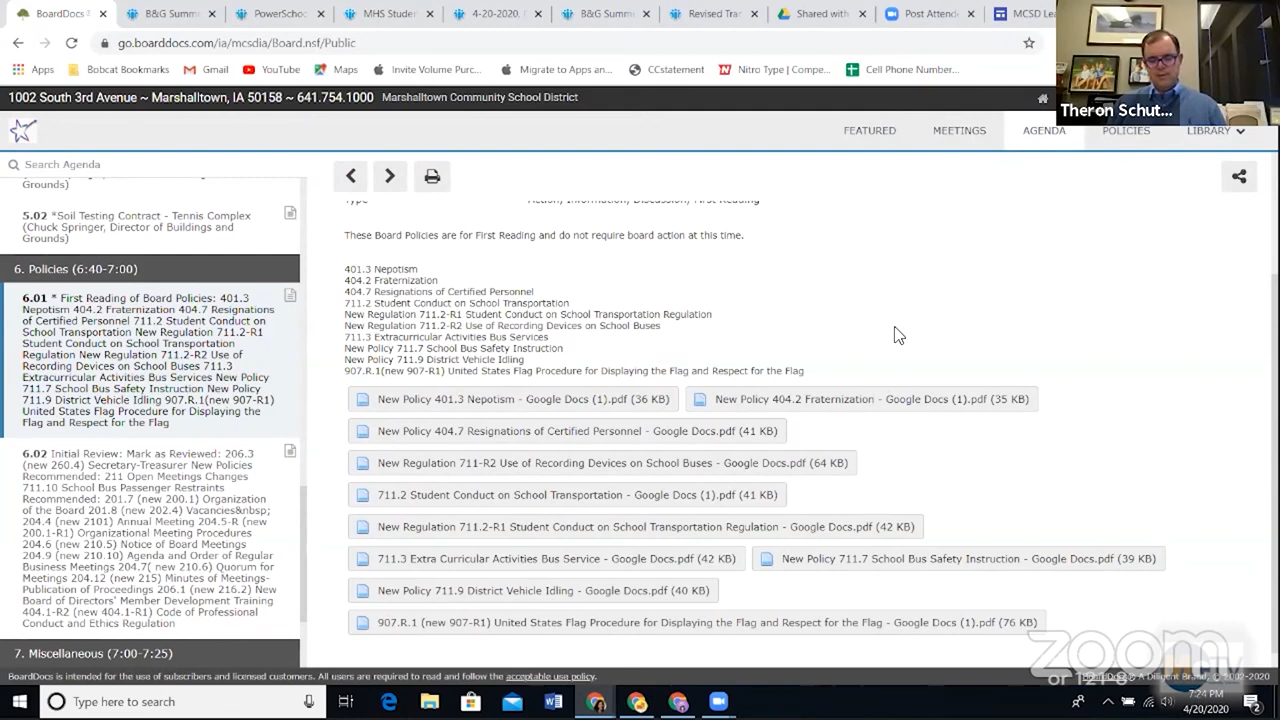 BoardDocs
B&G Summe
PowerSchoo
MHS Stude
4-20-2020, 
B&G Summe
Revised Tra
Shared with
Post Attende
MCSD Lea
go.boarddocs.com/ia/mcsdia/Board.nsf/Public
Apps
Bobcat Bookmarks
Gmail
YouTube
Maps
Invite Volume Purc...
Migrate to Apps an...
CCstatement
Nitro Type | Compe...
Cell Phone Number...
Theron Schut...
1002 South 3rd Avenue ~ Marshalltown, IA 50158 ~ 641.754.1000 Marshalltown Community School District
FEATURED
MEETINGS
AGENDA
POLICIES
LIBRARY
Search Agenda
Grounds)
5.02 *Soil Testing Contract - Tennis Complex
(Chuck Springer, Director of Buildings and
Grounds)
6. Policies (6:40-7:00)
6.01 * First Reading of Board Policies: 401.3
Nepotism 404.2 Fraternization 404.7 Resignations
of Certified Personnel 711.2 Student Conduct on
School Transportation New Regulation 711.2-R1
Student Conduct on School Transportation
Regulation New Regulation 711.2-R2 Use of
Recording Devices on School Buses 711.3
Extracurricular Activities Bus Services New Policy
711.7 School Bus Safety Instruction New Policy
711.9 District Vehicle Idling 907.R.1(new 907-R1)
United States Flag Procedure for Displaying the
Flag and Respect for the Flag
6.02 Initial Review: Mark as Reviewed: 206.3
(new 260.4) Secretary-Treasurer New Policies
Recommended: 211 Open Meetings Changes
711.10 School Bus Passenger Restraints
Recommended: 201.7 (new 200.1) Organization
of the Board 201.8 (new 202.4) Vacancies&nbsp;
204.4 (new 2101) Annual Meeting 204.5-R (new
200.1-R1) Organizational Meeting Procedures
204.6 (new 210.5) Notice of Board Meetings
204.9 (new 210.10) Agenda and Order of Regular
Business Meetings 204.7( new 210.6) Quorum for
Meetings 204.12 (new 215) Minutes of Meetings-
Publication of Proceedings 206.1 (new 216.2) New
Board of Directors' Member Development Training
404.1-R2 (new 404.1-R1) Code of Professional
Conduct and Ethics Regulation
7. Miscellaneous (7:00-7:25)
Type Action, Information, Discussion, First Reading
These Board Policies are for First Reading and do not require board action at this time.
401.3 Nepotism
404.2 Fraternization
404.7 Resignations of Certified Personnel
711.2 Student Conduct on School Transportation
New Regulation 711.2-R1 Student Conduct on School Transportation Regulation
New Regulation 711.2-R2 Use of Recording Devices on School Buses
711.3 Extracurricular Activities Bus Services
New Policy 711.7 School Bus Safety Instruction
New Policy 711.9 District Vehicle Idling
907.R.1(new 907-R1) United States Flag Procedure for Displaying the Flag and Respect for the Flag
New Policy 401.3 Nepotism - Google Docs (1).pdf (36 KB)
New Policy 404.2 Fraternization - Google Docs (1).pdf (35 KB)
New Policy 404.7 Resignations of Certified Personnel - Google Docs.pdf (41 KB)
New Regulation 711-R2 Use of Recording Devices on School Buses - Google Docs.pdf (64 KB)
711.2 Student Conduct on School Transportation - Google Docs (1).pdf (41 KB)
New Regulation 711.2-R1 Student Conduct on School Transportation Regulation - Google Docs.pdf (42 KB)
711.3 Extra Curricular Activities Bus Service - Google Docs.pdf (42 KB)
New Policy 711.7 School Bus Safety Instruction - Google Docs.pdf (39 KB)
New Policy 711.9 District Vehicle Idling - Google Docs.pdf (40 KB)
907.R.1 (new 907-R1) United States Flag Procedure for Displaying the Flag and Respect for the Flag - Google Docs (1).pdf (76 KB)
zoom
BoardDocs is intended for the use of subscribers and licensed customers. All users are required to read and follow the acceptable use policy.
A Diligent Brand, © 2002-2020
Type here to search
7:24 PM
4/20/2020
2